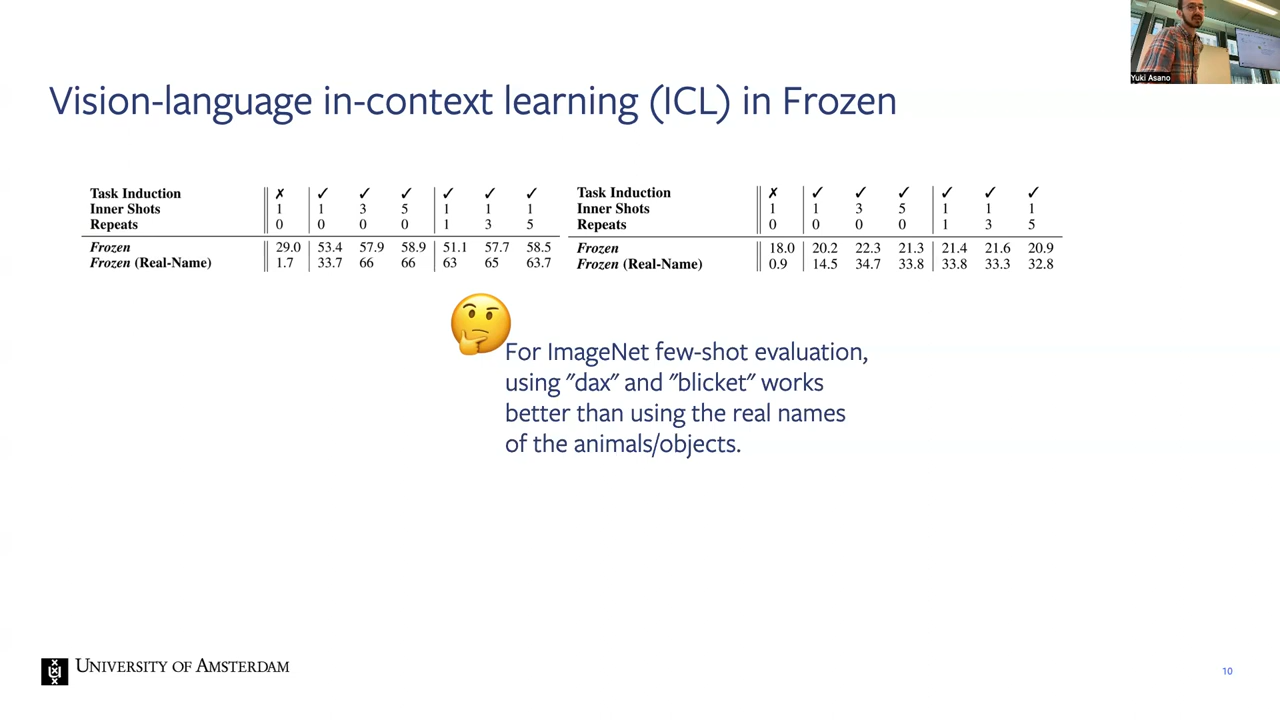 Yuki Asano
Vision-language in-context learning (ICL) in Frozen
Task Induction ✗ ✓ ✓ ✓ ✓ ✓ ✓
Inner Shots 1 1 3 5 1 1 1
Repeats 0 0 0 0 1 3 5
Frozen 29.0 53.4 57.9 58.9 51.1 57.7 58.5
Frozen (Real-Name) 1.7 33.7 66 66 63 65 63.7
Task Induction ✗ ✓ ✓ ✓ ✓ ✓ ✓
Inner Shots 1 1 3 5 1 1 1
Repeats 0 0 0 0 1 3 5
Frozen 18.0 20.2 22.3 21.3 21.4 21.6 20.9
Frozen (Real-Name) 0.9 14.5 34.7 33.8 33.8 33.3 32.8
For ImageNet few-shot evaluation,
using "dax" and "blicket" works
better than using the real names
of the animals/objects.
UNIVERSITY OF AMSTERDAM
10